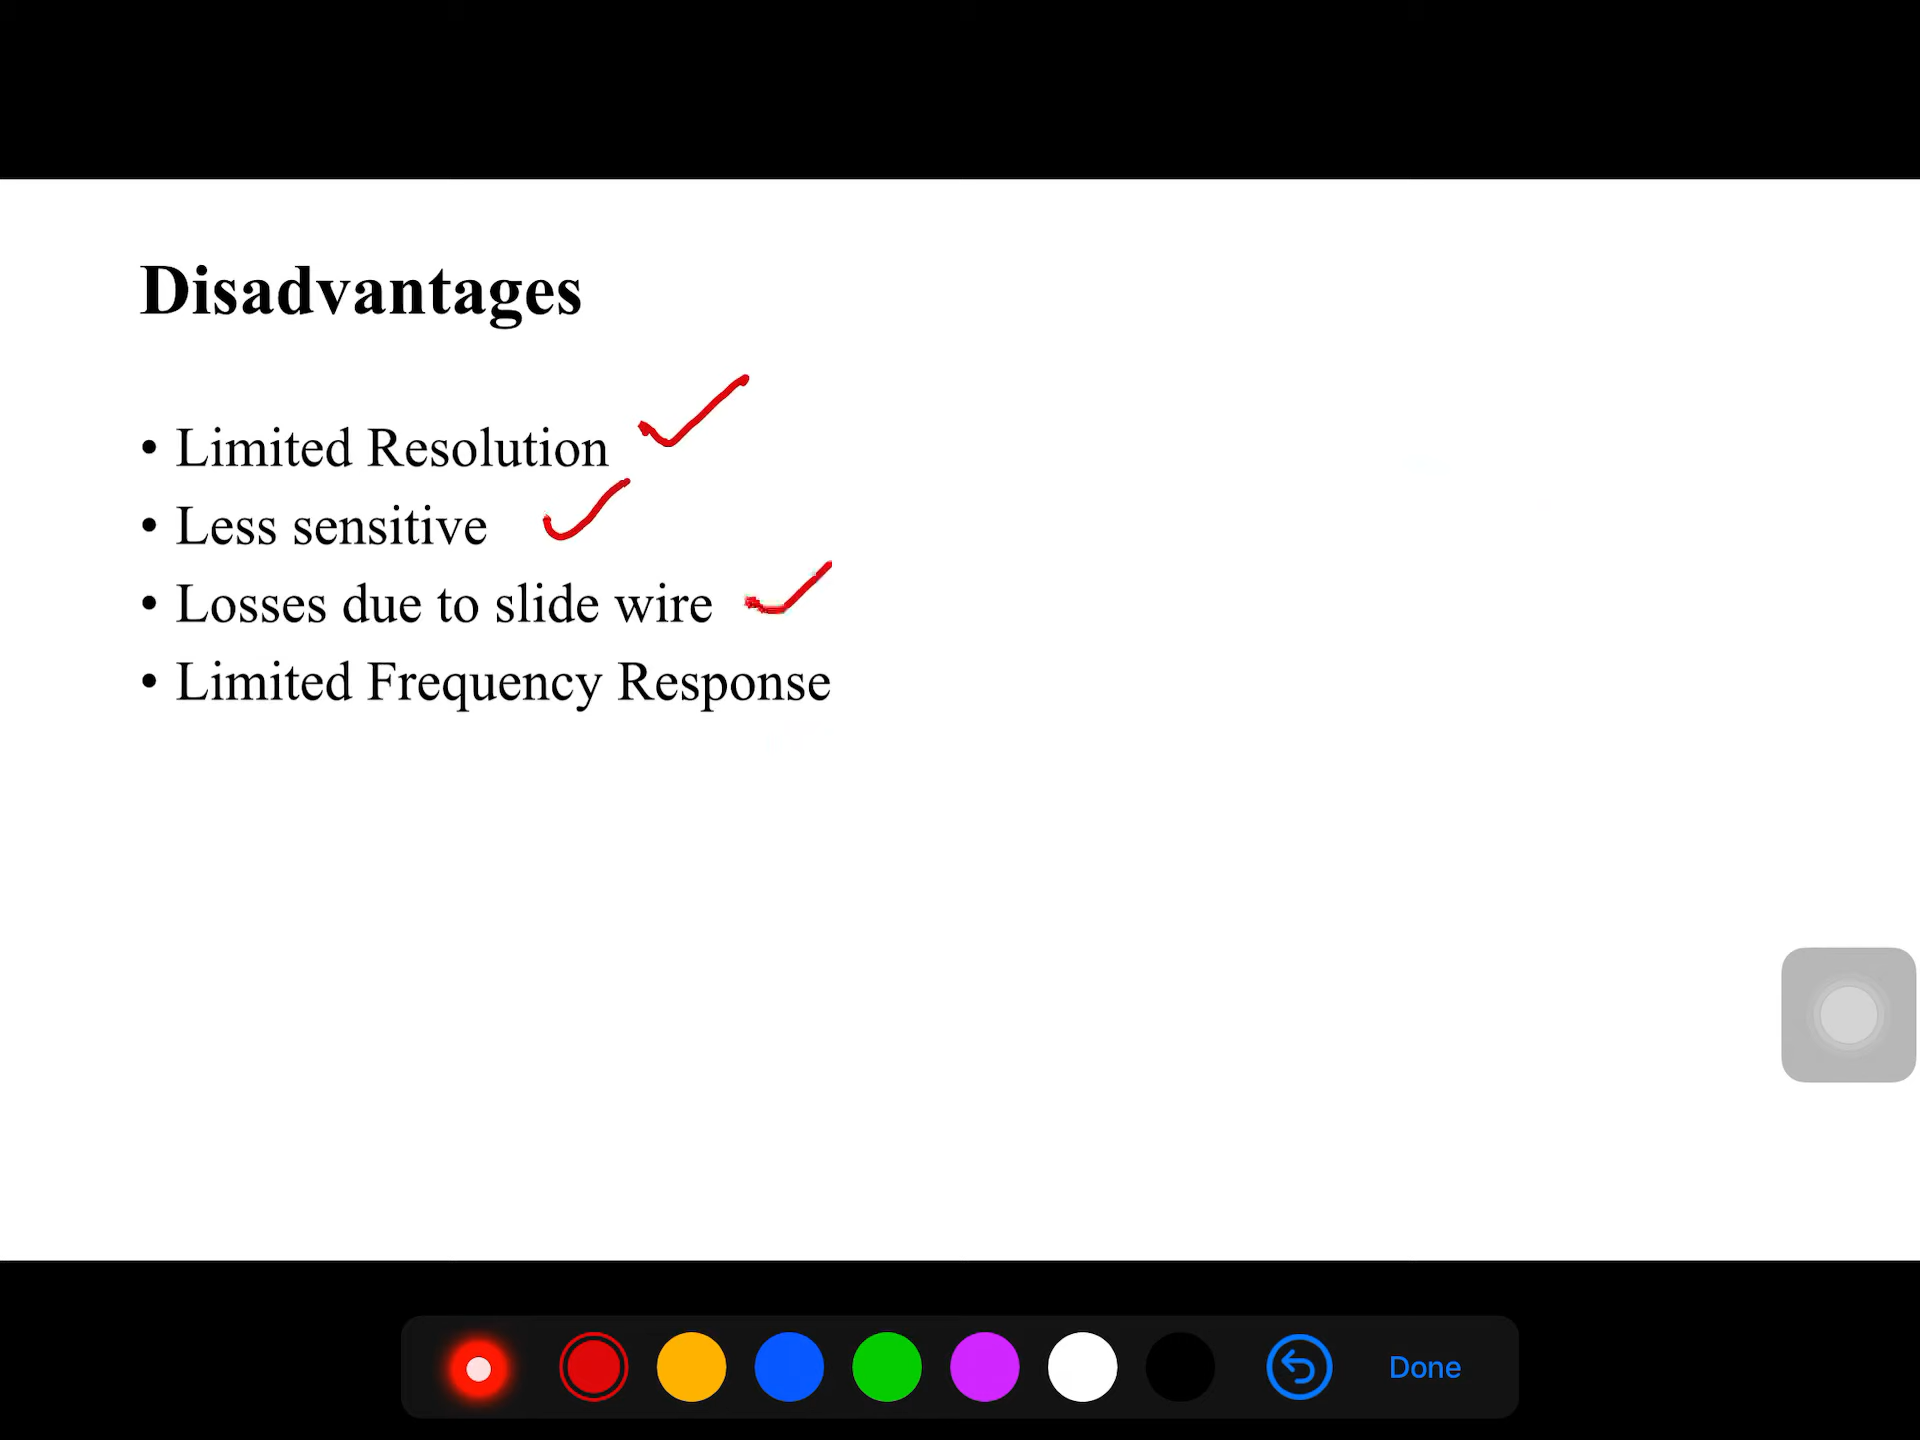 Disadvantages
• Limited Resolution
• Less sensitive
• Losses due to slide wire
• Limited Frequency Response
Done